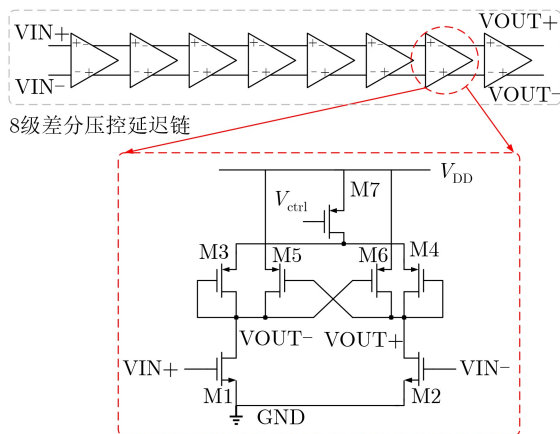 VIN+
VOUT+
VIN−
VOUT−
8级差分压控延迟链
V_DD
M7
V_ctrl
M3
M5
M6
M4
VOUT−
VOUT+
VIN+
VIN−
M1
M2
GND